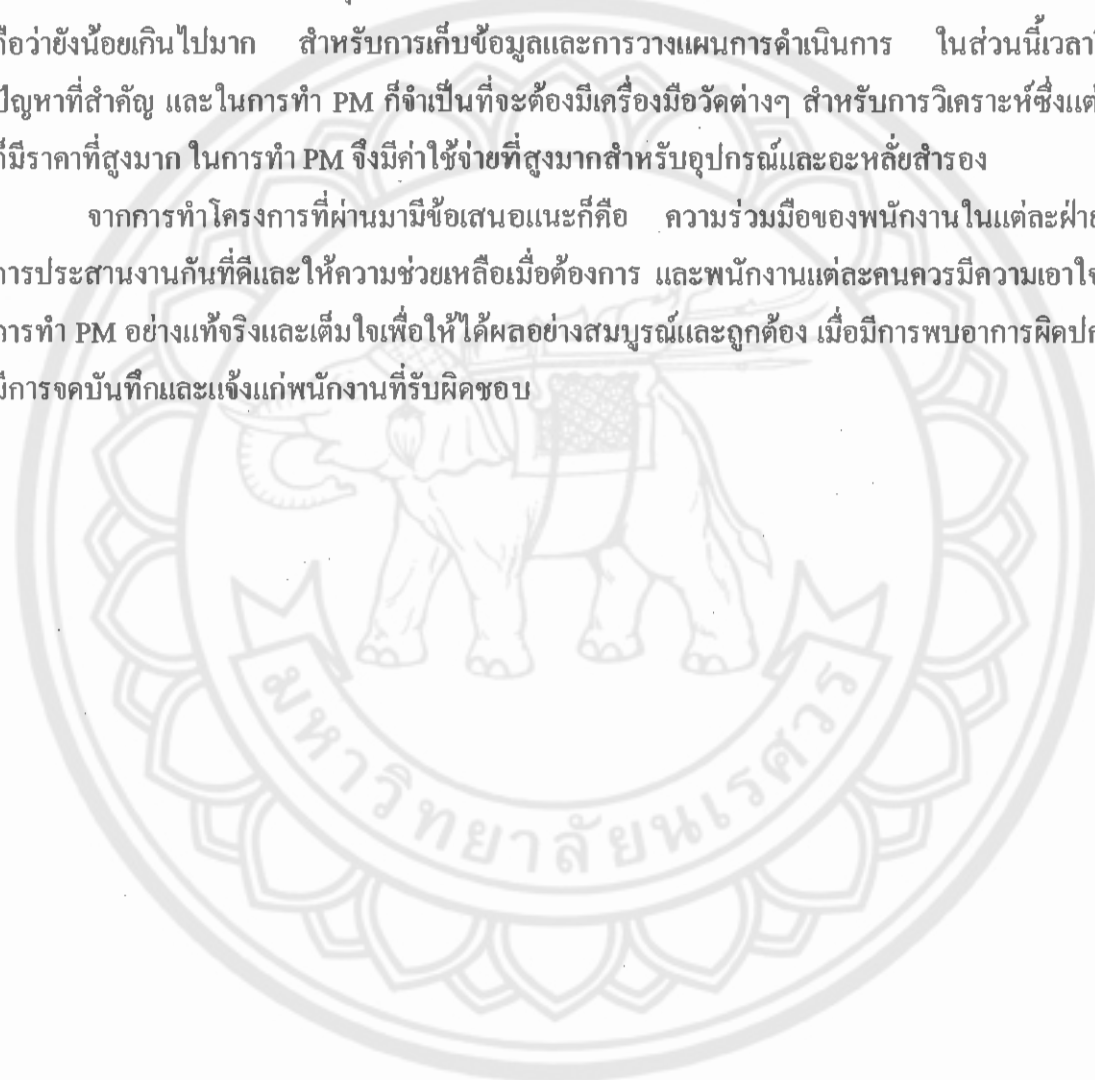 ถือว่ายังน้อยเกินไปมาก สำหรับการเก็บข้อมูลและการวางแผนการดำเนินการ ในส่วนนี้เวลา
ปัญหาที่สำคัญ และในการทำ PM ก็จำเป็นที่จะต้องมีเครื่องมือวัดต่างๆ สำหรับการวิเคราะห์ซึ่งแต่
ก็มีราคาที่สูงมาก ในการทำ PM จึงมีค่าใช้จ่ายที่สูงมากสำหรับอุปกรณ์และอะหลั่ยสำรอง
จากการทำโครงการที่ผ่านมามีข้อเสนอแนะก็คือ ความร่วมมือของพนักงานในแต่ละฝ่าย
การประสานงานกันที่ดีและให้ความช่วยเหลือเมื่อต้องการ และพนักงานแต่ละคนควรมีความเอาใจ
การทำ PM อย่างแท้จริงและเต็มใจเพื่อให้ได้ผลอย่างสมบูรณ์และถูกต้อง เมื่อมีการพบอาการผิดปก
มีการจดบันทึกและแจ้งแก่พนักงานที่รับผิดชอบ
มหาวิทยาลัยนเรศวร